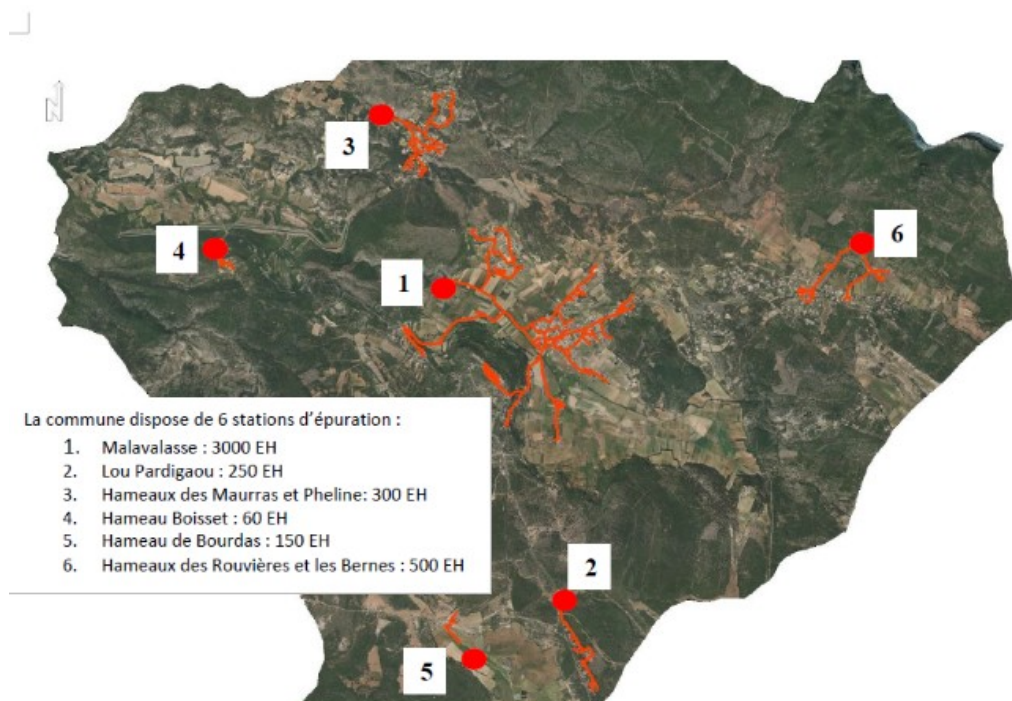 N
3
6
4
1
La commune dispose de 6 stations d'épuration :
1. Malavalasse : 3000 EH
2. Lou Pardigaou : 250 EH
3. Hameaux des Maurras et Pheline: 300 EH
4. Hameau Boisset : 60 EH
5. Hameau de Bourdas : 150 EH
6. Hameaux des Rouvières et les Bernes : 500 EH
2
5